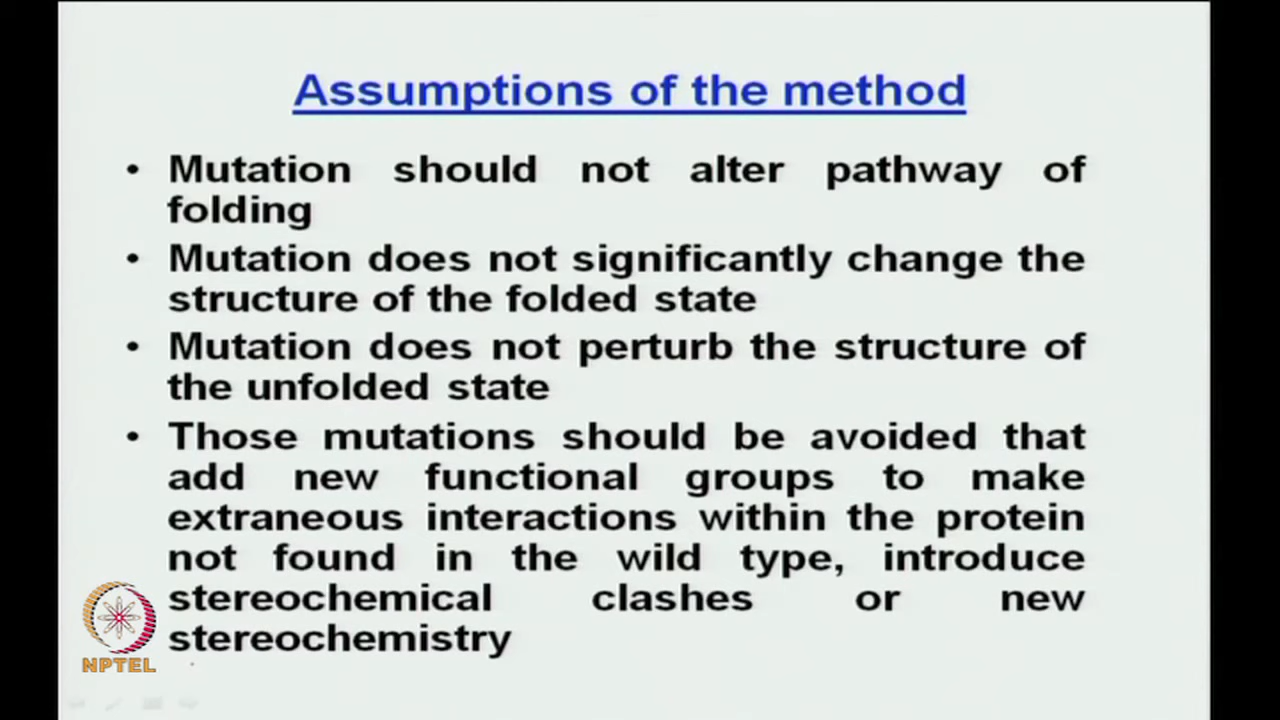 Assumptions of the method
• Mutation should not alter pathway of
folding
• Mutation does not significantly change the
structure of the folded state
• Mutation does not perturb the structure of
the unfolded state
• Those mutations should be avoided that
add new functional groups to make
extraneous interactions within the protein
not found in the wild type, introduce
stereochemical clashes or new
stereochemistry
NPTEL